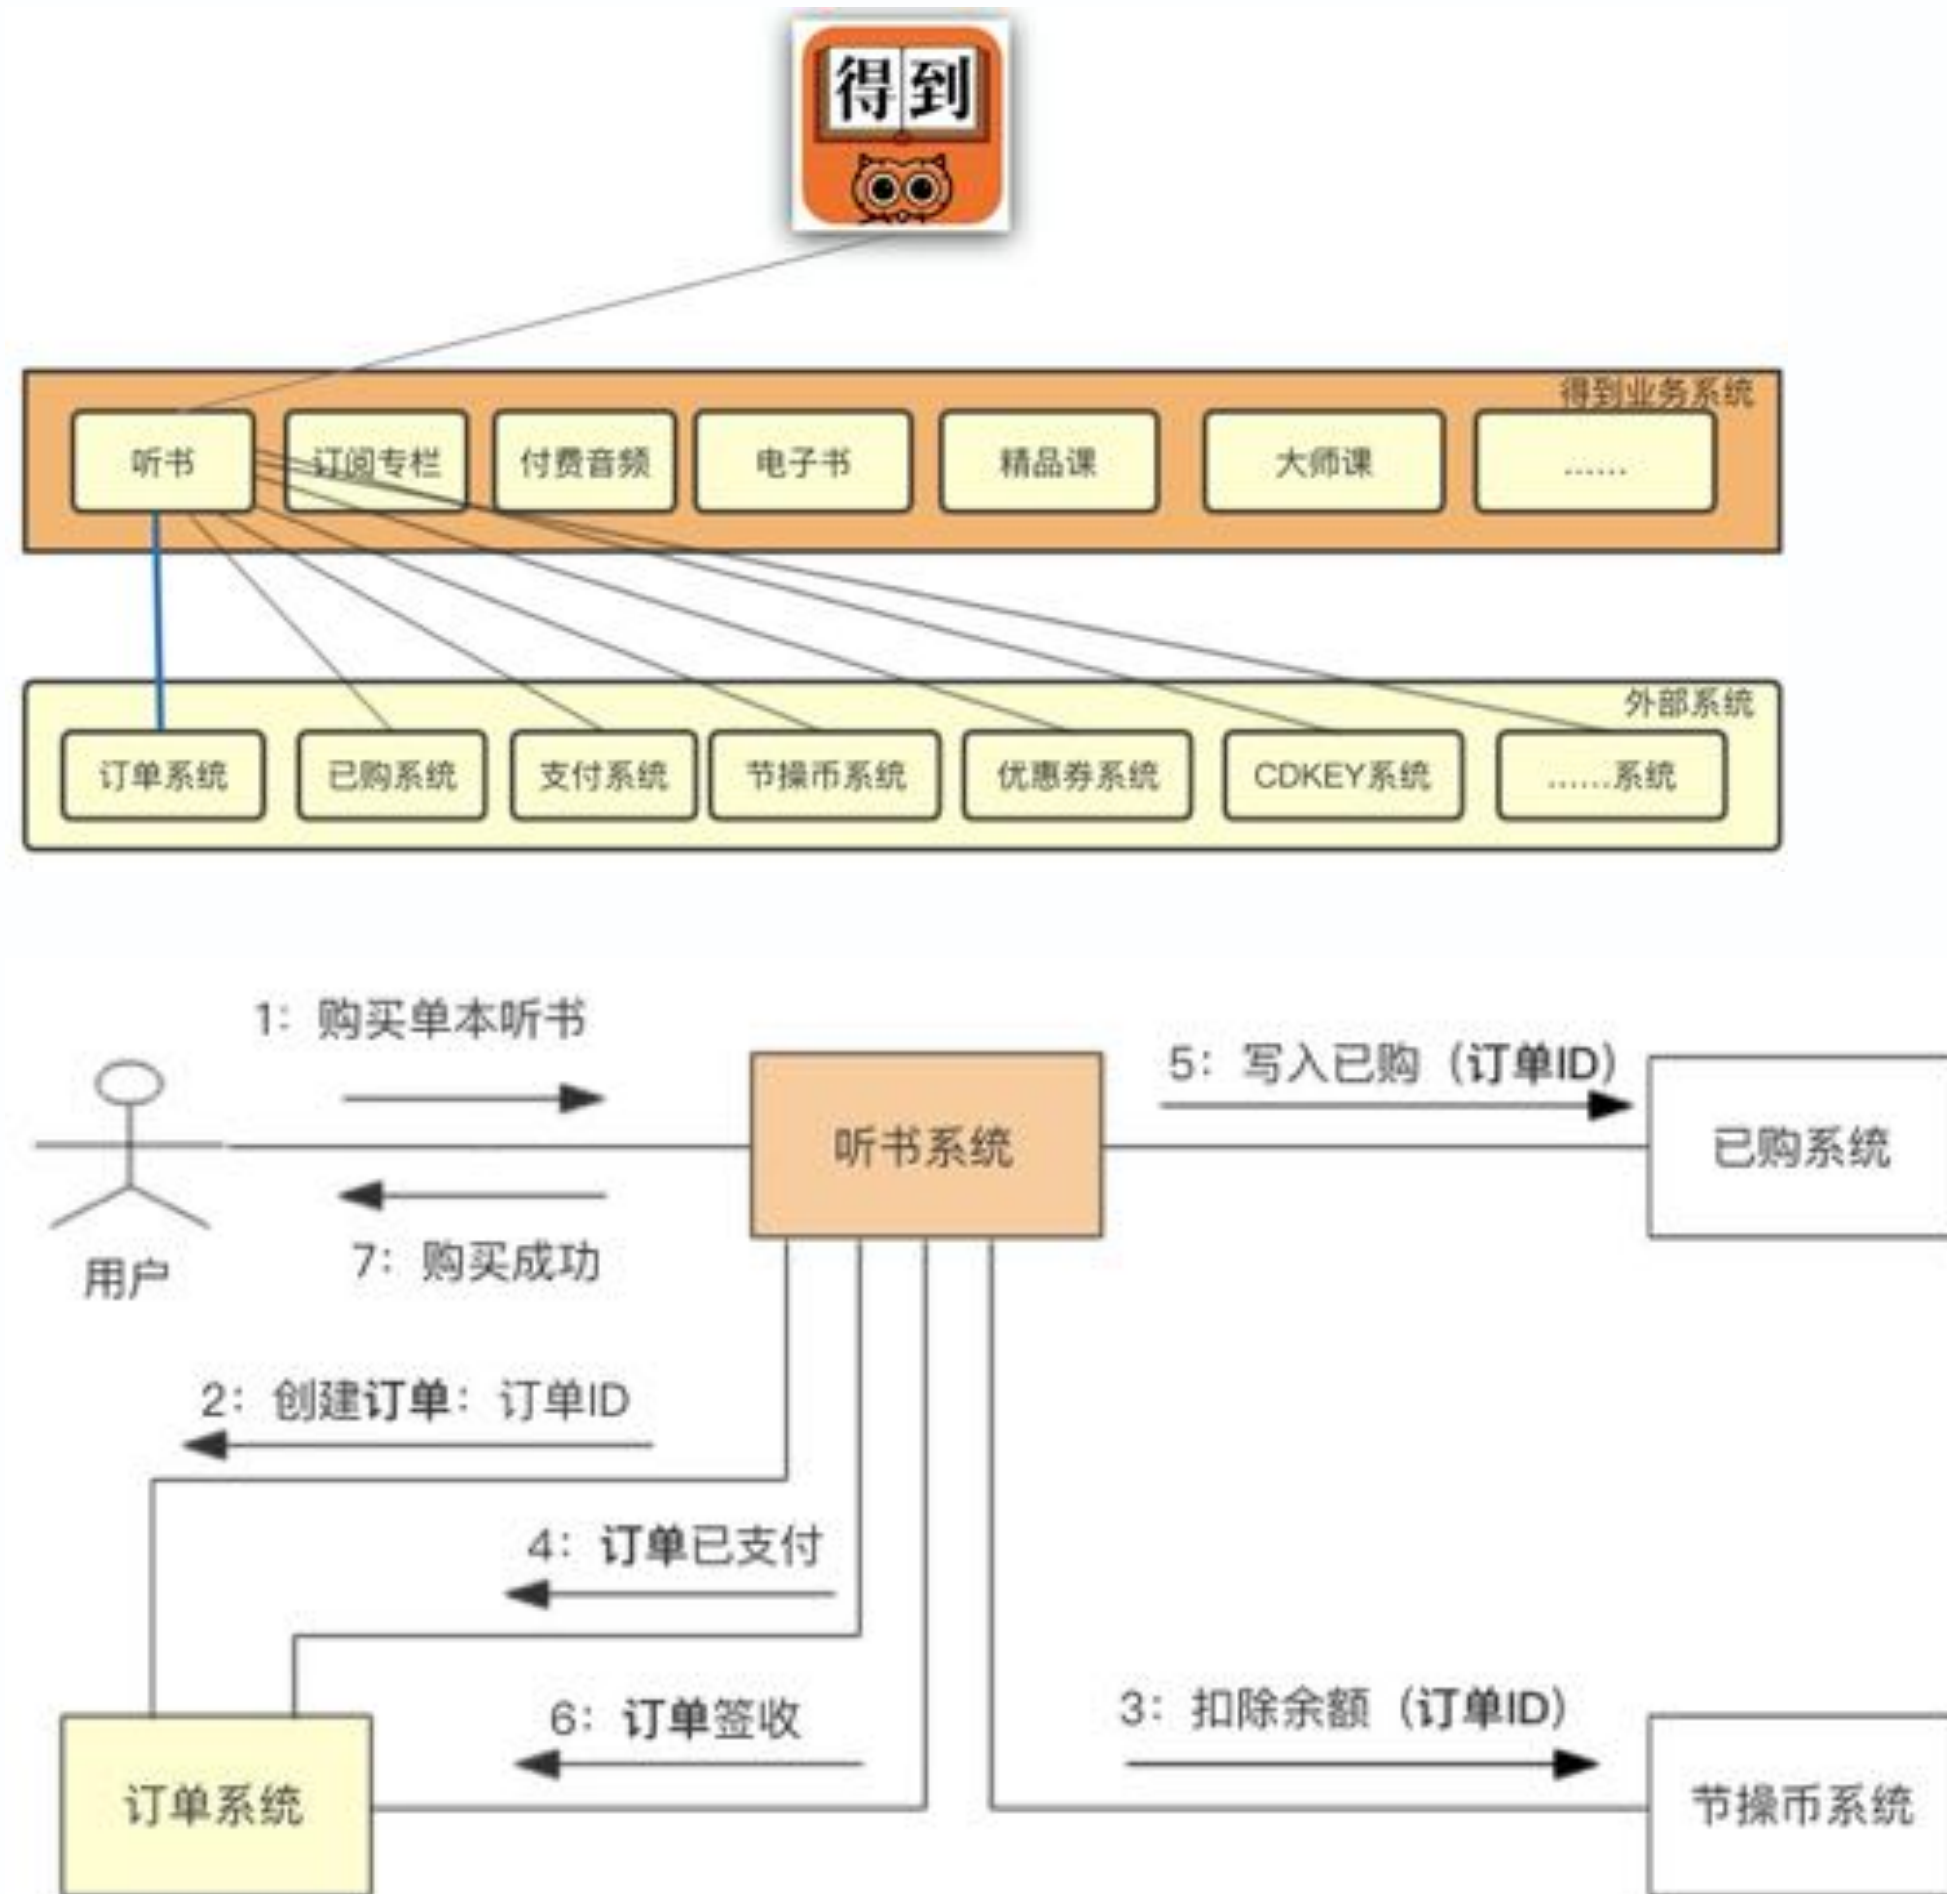 得到
得到业务系统
听书
订阅专栏
付费音频
电子书
精品课
大师课
……
外部系统
订单系统
已购系统
支付系统
节操币系统
优惠券系统
CDKEY系统
……系统
1：购买单本听书
5：写入已购（订单ID）
听书系统
已购系统
用户
7：购买成功
2：创建订单：订单ID
4：订单已支付
6：订单签收
3：扣除余额（订单ID）
订单系统
节操币系统